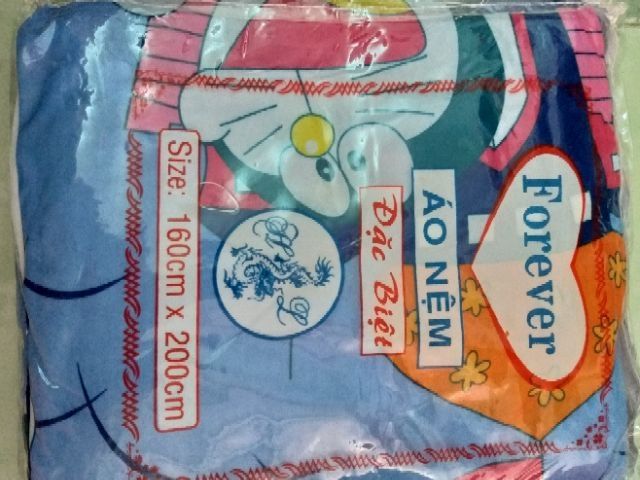 Forever
ÁO NỆM
Đặc Biệt
Size: 160cm x 200cm